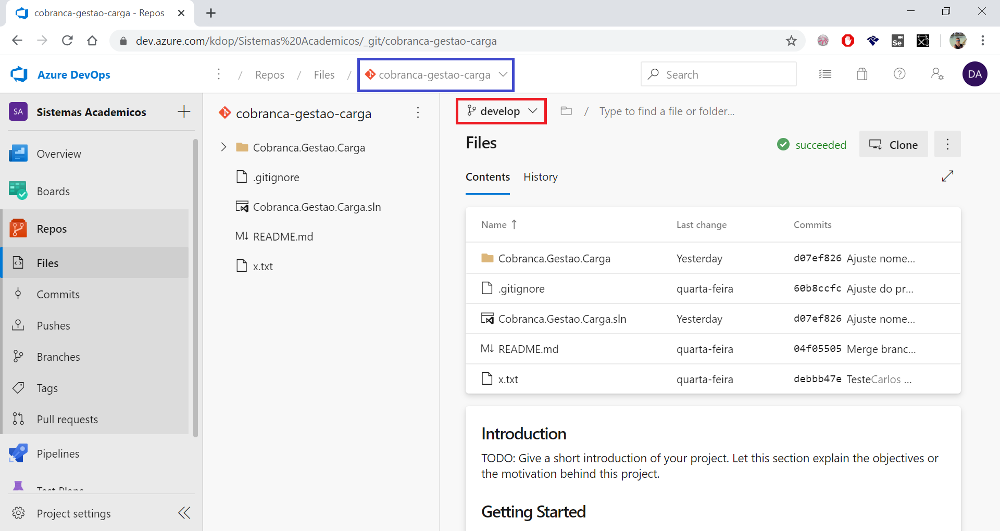 cobranca-gestao-carga - Repos
dev.azure.com/kdop/Sistemas%20Academicos/_git/cobranca-gestao-carga
Se
Azure DevOps
/ Repos / Files / cobranca-gestao-carga
Search
DA
SA Sistemas Academicos
Overview
Boards
Repos
Files
Commits
Pushes
Branches
Tags
Pull requests
Pipelines
Test Plans
Project settings
cobranca-gestao-carga
Cobranca.Gestao.Carga
.gitignore
Cobranca.Gestao.Carga.sln
M↓ README.md
x.txt
develop / Type to find a file or folder...
Files
succeeded
Clone
Contents History
Name ↑ Last change Commits
Cobranca.Gestao.Carga Yesterday d07ef826 Ajuste nome...
.gitignore quarta-feira 60b8ccfc Ajuste do pr...
Cobranca.Gestao.Carga.sln Yesterday d07ef826 Ajuste nome...
M↓ README.md quarta-feira 04f05505 Merge branc...
x.txt quarta-feira debbb47e TesteCarlos ...
Introduction
TODO: Give a short introduction of your project. Let this section explain the objectives or
the motivation behind this project.
Getting Started